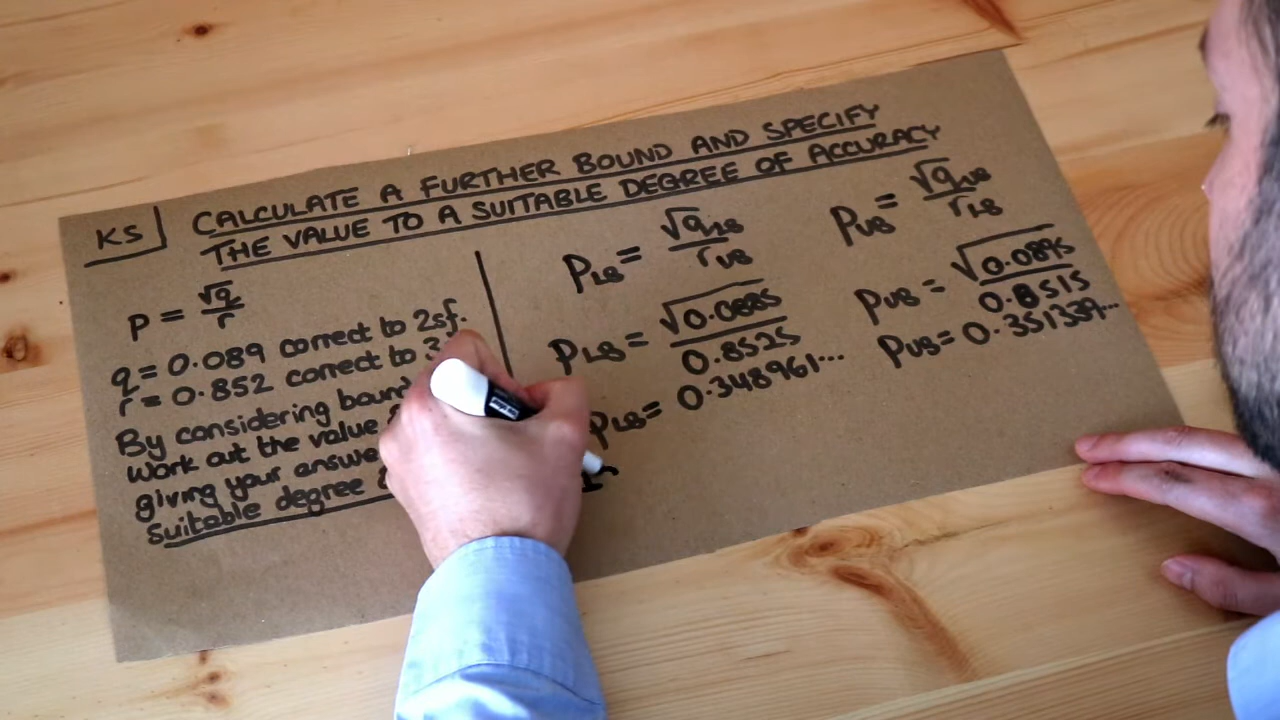 KS
CALCULATE A FURTHER BOUND AND SPECIFY
THE VALUE TO A SUITABLE DEGREE OF ACCURACY
p = √q / r
q = 0.089 correct to 2sf.
r = 0.852 correct to 3
By considering bound
work out the value
giving your answe
suitable degree
pLB = √qLB / rUB
pLB = √0.0885 / 0.8525
pLB = 0.348961...
pUB = √qUB / rLB
pUB = √0.0895 / 0.8515
pUB = 0.351339...